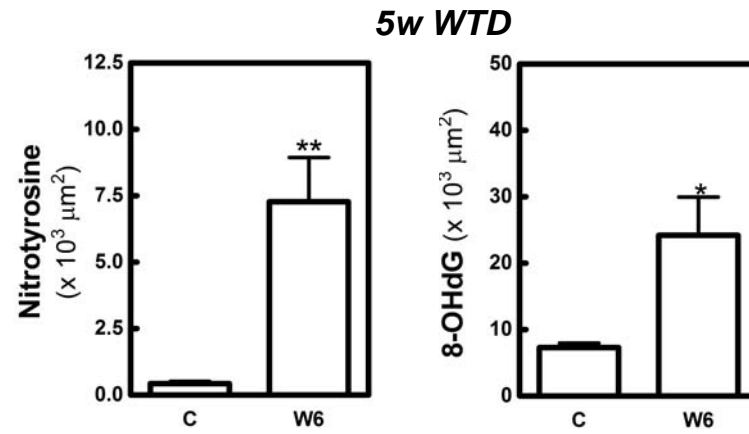 5w WTD
Nitrotyrosine
(x 10³ μm²)
12.5
10.0
7.5
5.0
2.5
0.0
**
C W6
8-OHdG (x 10³ μm²)
50
40
30
20
10
0
*
C W6